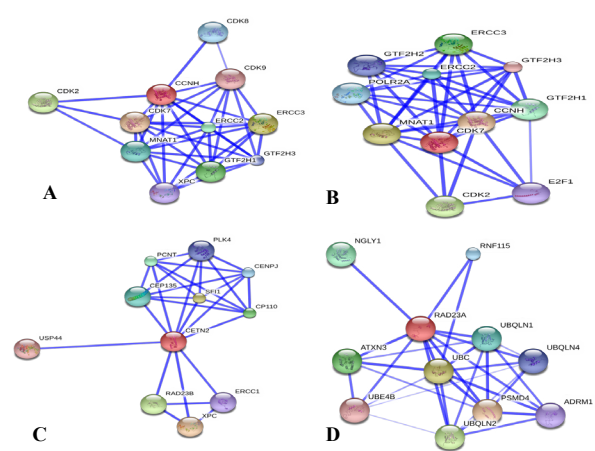 CDK8
CCNH
CDK9
CDK2
CDK7
ERCC2
ERCC3
MNAT1
GTF2H1
GTF2H3
XPC
A
ERCC3
GTF2H2
GTF2H3
ERCC2
POLR2A
GTF2H1
MNAT1
CCNH
CDK7
E2F1
CDK2
B
PLK4
PCNT
CENPJ
CEP135
SFI1
CP110
CETN2
USP44
RAD23B
ERCC1
XPC
C
NGLY1
RNF115
RAD23A
UBQLN1
ATXN3
UBC
UBQLN4
UBE4B
PSMD4
ADRM1
UBQLN2
D